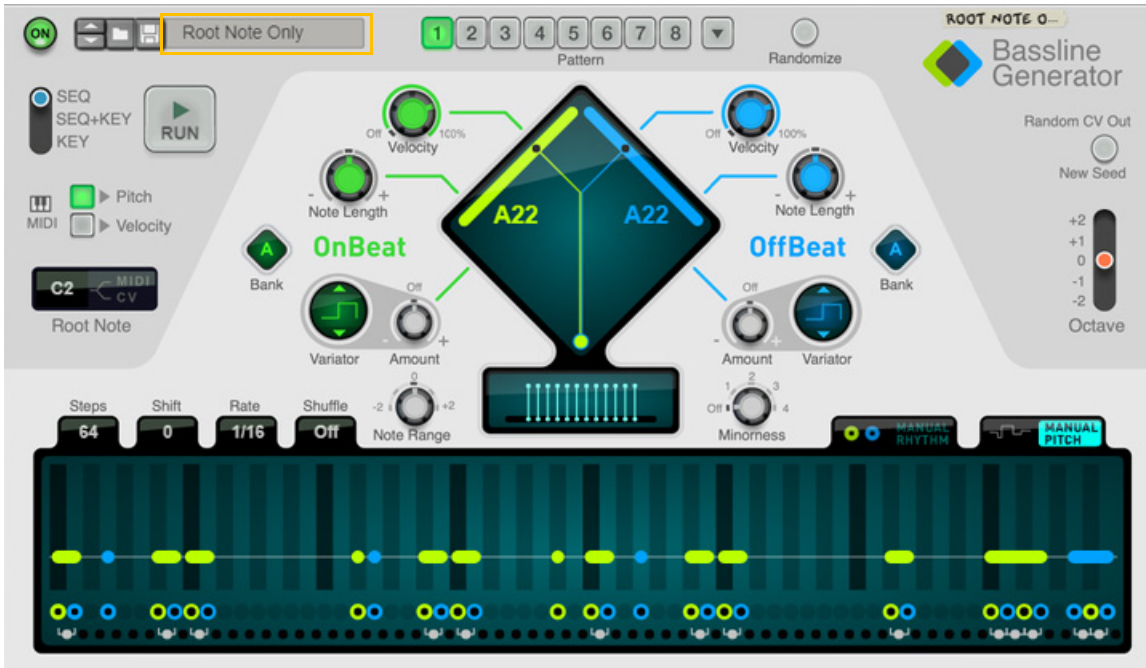 ON
Root Note Only
1 2 3 4 5 6 7 8
Pattern
Randomize
ROOT NOTE O...
Bassline
Generator
SEQ
SEQ+KEY
KEY
RUN
Off 100%
Velocity
Off 100%
Velocity
Random CV Out
New Seed
MIDI
Pitch
Velocity
- +
Note Length
- +
Note Length
A22
A22
OnBeat
OffBeat
A
Bank
A
Bank
+2
+1
0
-1
-2
Octave
C2
MIDI
CV
Root Note
Variator
Off
- +
Amount
Off
- +
Amount
Variator
Steps
64
Shift
0
Rate
1/16
Shuffle
Off
0
-2 +2
Note Range
Off 1 2 3 4
Minorness
MANUAL
RHYTHM
MANUAL
PITCH